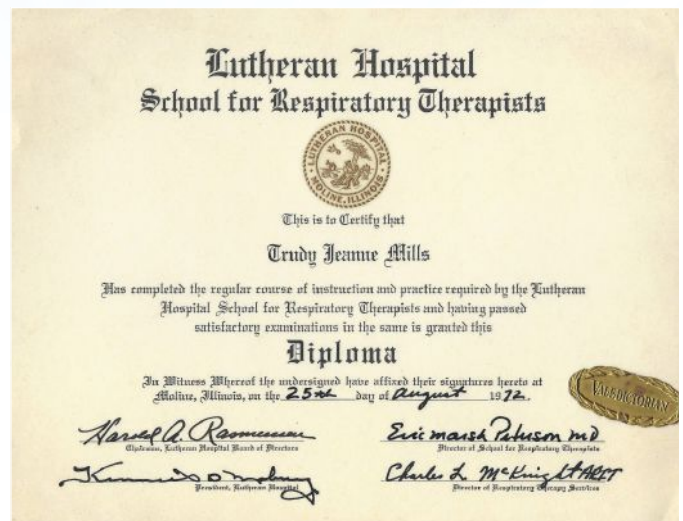 Lutheran Hospital
School for Respiratory Therapists
LUTHERAN HOSPITAL
MOLINE, ILLINOIS
This is to Certify that
Trudy Jeanne Mills
Has completed the regular course of instruction and practice required by the Lutheran
Hospital School for Respiratory Therapists and having passed
satisfactory examinations in the same is granted this
Diploma
In Witness Whereof the undersigned have affixed their signatures hereto at
Moline, Illinois, on the 25th day of August 1972.
VALEDICTORIAN
Harold A. Rasmussen Eric Marsh Peterson MD
Chairman, Lutheran Hospital Board of Directors Director of School for Respiratory Therapists
Charles L. McKnight ARIT
President, Lutheran Hospital Director of Respiratory Therapy Services